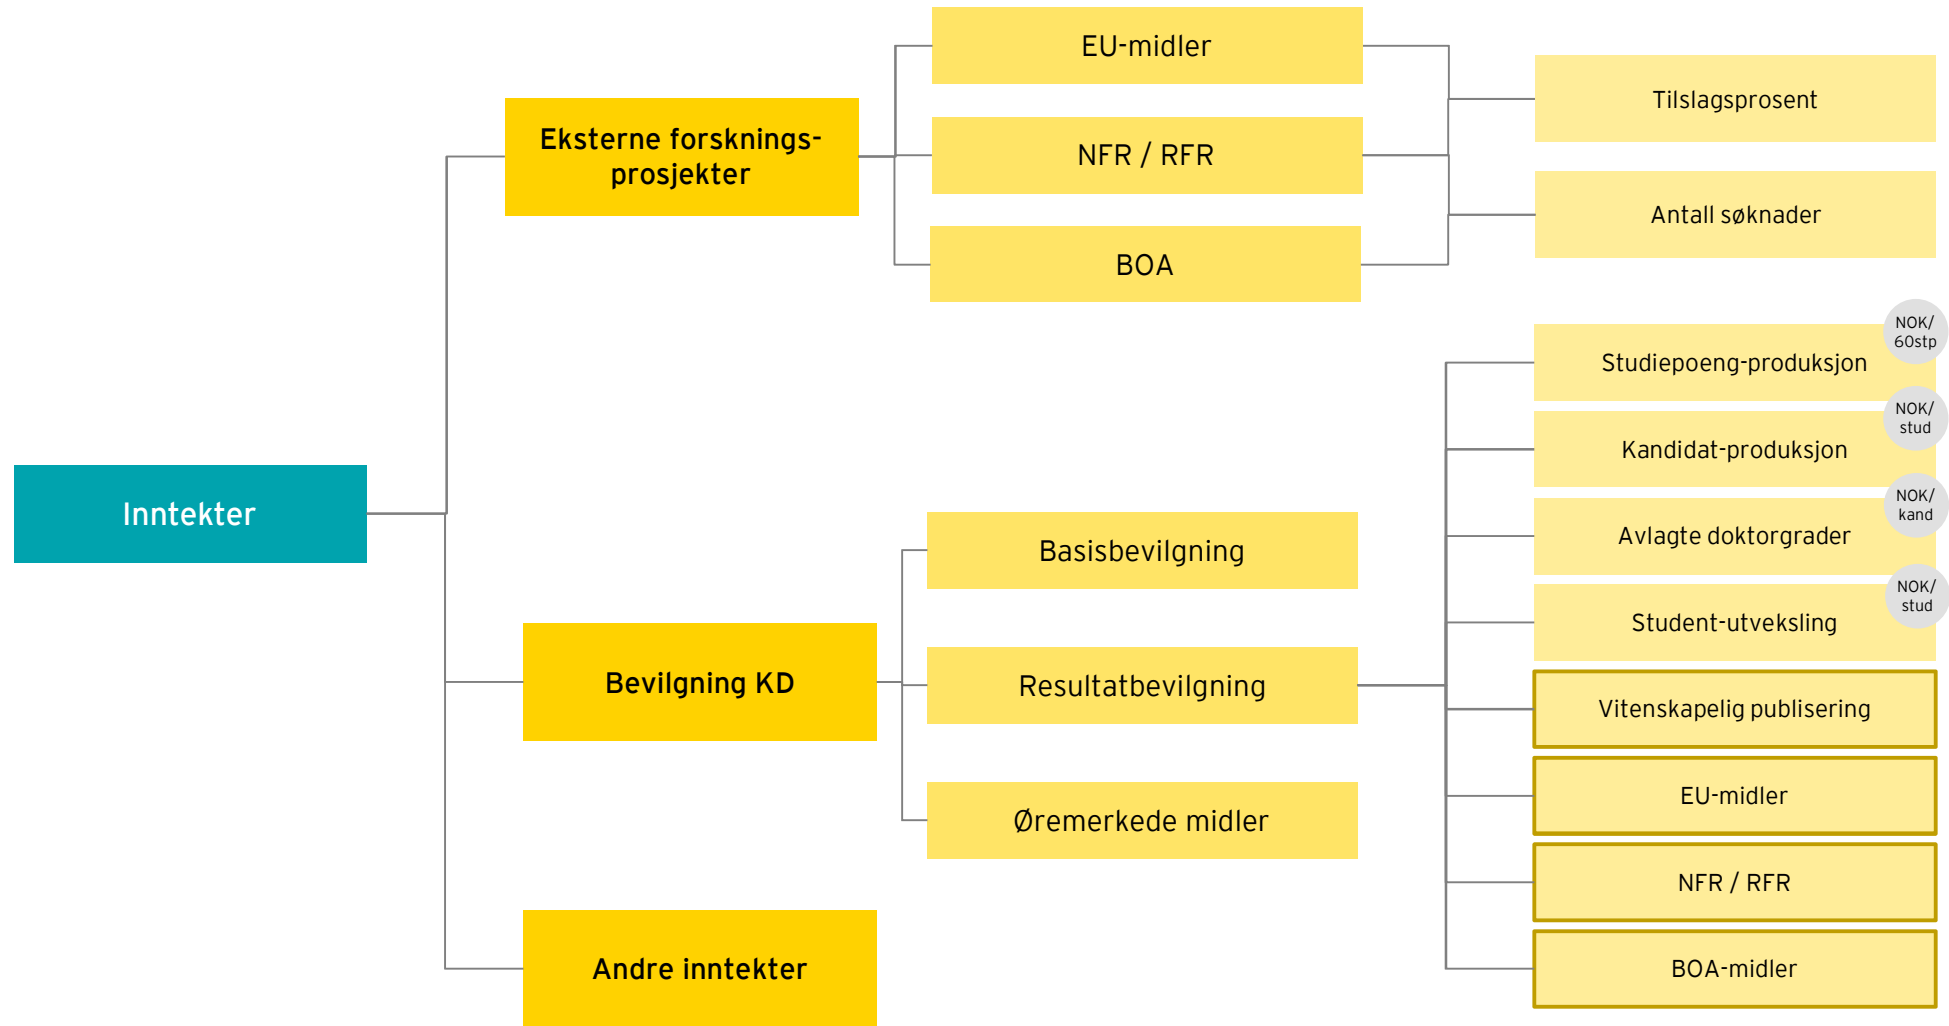 EU-midler
Tilslagsprosent
Eksterne forsknings-
prosjekter
NFR / RFR
Antall søknader
BOA
NOK/
60stp
Studiepoeng-produksjon
NOK/
stud
Kandidat-produksjon
NOK/
kand
Inntekter
Avlagte doktorgrader
Basisbevilgning
NOK/
stud
Student-utveksling
Bevilgning KD
Resultatbevilgning
Vitenskapelig publisering
EU-midler
Øremerkede midler
NFR / RFR
Andre inntekter
BOA-midler